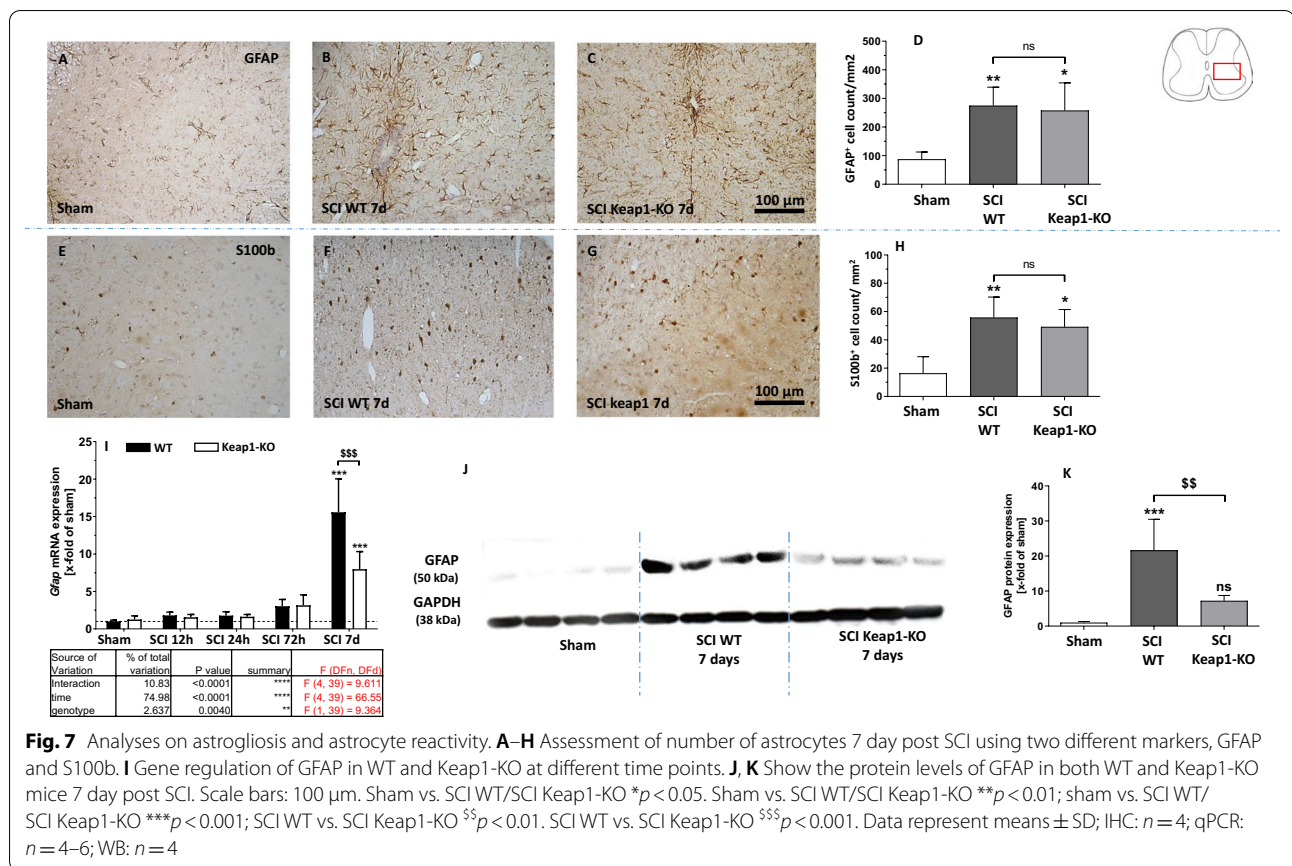 A
GFAP
Sham
B
SCI WT 7d
C
SCI Keap1-KO 7d
100 µm
D
GFAP⁺ cell count/mm2
500
400
300
200
100
0
ns
**
*
Sham
SCI
WT
SCI
Keap1-KO
E
S100b
Sham
F
SCI WT 7d
G
SCI keap1 7d
100 µm
H
S100b⁺ cell count/ mm²
100
80
60
40
20
0
ns
**
*
Sham
SCI
WT
SCI
Keap1-KO
I
WT
Keap1-KO
Gfap mRNA expression
[x-fold of sham]
25
20
15
10
5
0
$$$
***
***
Sham
SCI 12h
SCI 24h
SCI 72h
SCI 7d
Source of Variation % of total variation P value summary F (DFn, DFd)
Interaction 10.83 <0.0001 **** F (4, 39) = 9.611
time 74.98 <0.0001 **** F (4, 39) = 66.55
genotype 2.637 0.0040 ** F (1, 39) = 9.364
J
GFAP
(50 kDa)
GAPDH
(38 kDa)
Sham
SCI WT
7 days
SCI Keap1-KO
7 days
K
GFAP protein expression
[x-fold of sham]
40
30
20
10
0
$$
***
ns
Sham
SCI
WT
SCI
Keap1-KO
Fig. 7 Analyses on astrogliosis and astrocyte reactivity. A–H Assessment of number of astrocytes 7 day post SCI using two different markers, GFAP
and S100b. I Gene regulation of GFAP in WT and Keap1-KO at different time points. J, K Show the protein levels of GFAP in both WT and Keap1-KO
mice 7 day post SCI. Scale bars: 100 µm. Sham vs. SCI WT/SCI Keap1-KO *p < 0.05. Sham vs. SCI WT/SCI Keap1-KO **p < 0.01; sham vs. SCI WT/
SCI Keap1-KO ***p < 0.001; SCI WT vs. SCI Keap1-KO $$p < 0.01. SCI WT vs. SCI Keap1-KO $$$p < 0.001. Data represent means ± SD; IHC: n = 4; qPCR:
n = 4–6; WB: n = 4